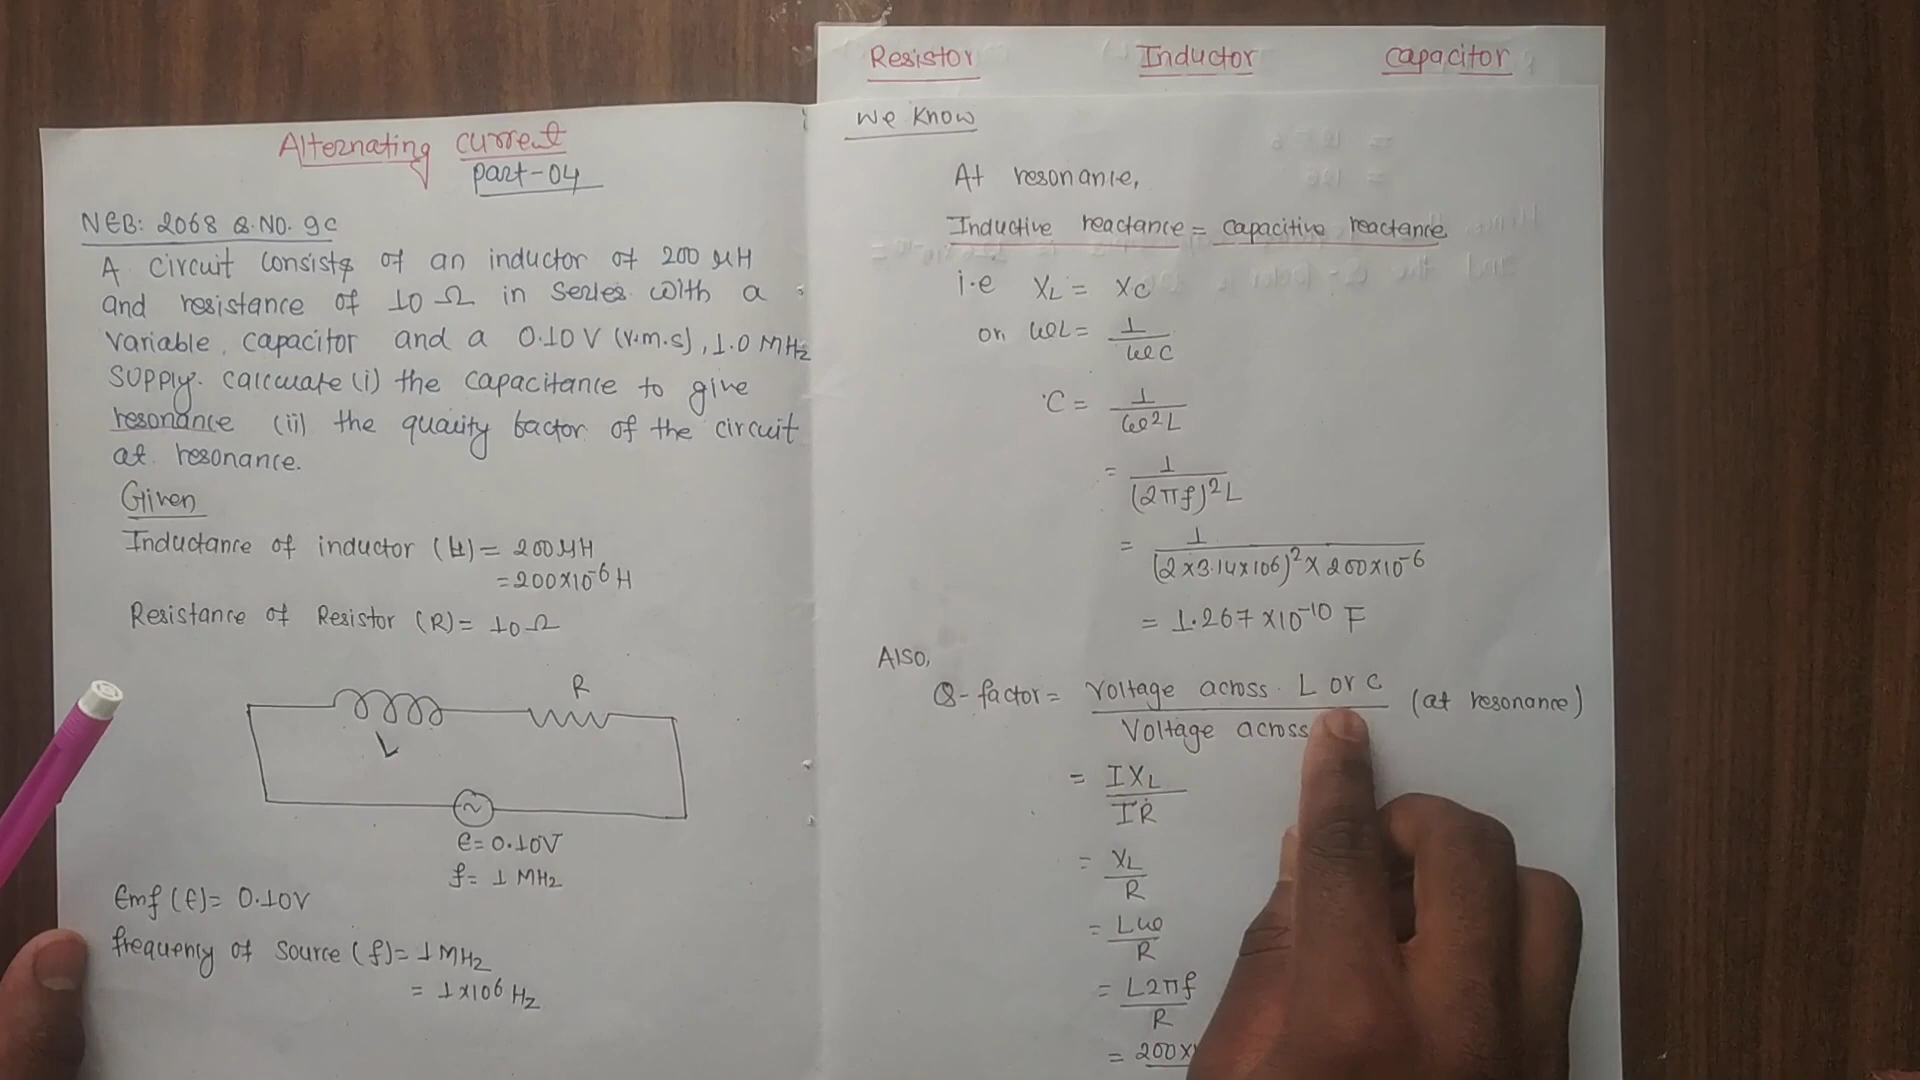 Alternating current
part-04
NEB: 2068 Q.NO. 9c
A circuit consists of an inductor of 200 μH
and resistance of 10 Ω in series with a
variable capacitor and a 0.10 V (r.m.s), 1.0 MHz
supply. calculate (i) the capacitance to give
resonance (ii) the quality factor of the circuit
at resonance.
Given
Inductance of inductor (L) = 200 μH
= 200×10⁻⁶ H
Resistance of Resistor (R) = 10 Ω
R
L
E = 0.10V
f = 1 MHz
Emf (E) = 0.10V
frequency of source (f) = 1 MHz
= 1×10⁶ Hz
Resistor Inductor capacitor
We Know
At resonance,
Inductive reactance = capacitive reactance
i.e XL = XC
or, ωL = 1/ωC
C = 1/ω²L
= 1/(2πf)²L
= 1/(2×3.14×10⁶)² × 200×10⁻⁶
= 1.267 ×10⁻¹⁰ F
Also,
Q-factor = Voltage across L or C / Voltage across (at resonance)
= IXL/IR
= XL/R
= Lω/R
= L2πf/R
= 200×